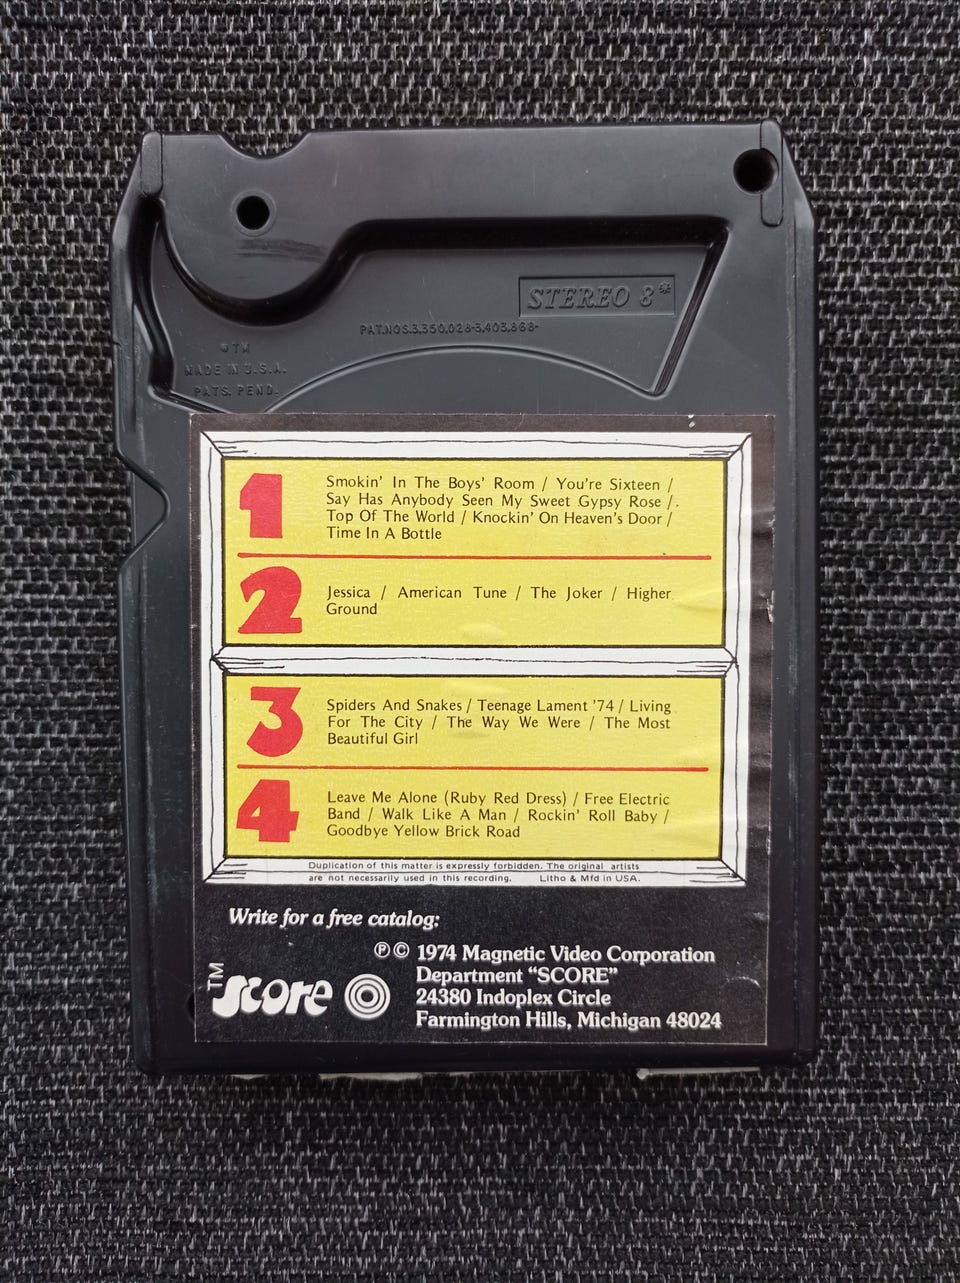 STEREO 8*
PAT.NOS.3,350,028-3,403,868-
®TM
MADE IN U.S.A.
PATS. PEND.
1
Smokin' In The Boys' Room / You're Sixteen /
Say Has Anybody Seen My Sweet Gypsy Rose /
Top Of The World / Knockin' On Heaven's Door /
Time In A Bottle
2
Jessica / American Tune / The Joker / Higher
Ground
3
Spiders And Snakes / Teenage Lament '74 / Living
For The City / The Way We Were / The Most
Beautiful Girl
4
Leave Me Alone (Ruby Red Dress) / Free Electric
Band / Walk Like A Man / Rockin' Roll Baby /
Goodbye Yellow Brick Road
Duplication of this matter is expressly forbidden. The original artists
are not necessarily used in this recording. Litho & Mfd in USA.
Write for a free catalog:
℗ © 1974 Magnetic Video Corporation
Department "SCORE"
24380 Indoplex Circle
Farmington Hills, Michigan 48024
TM
Score